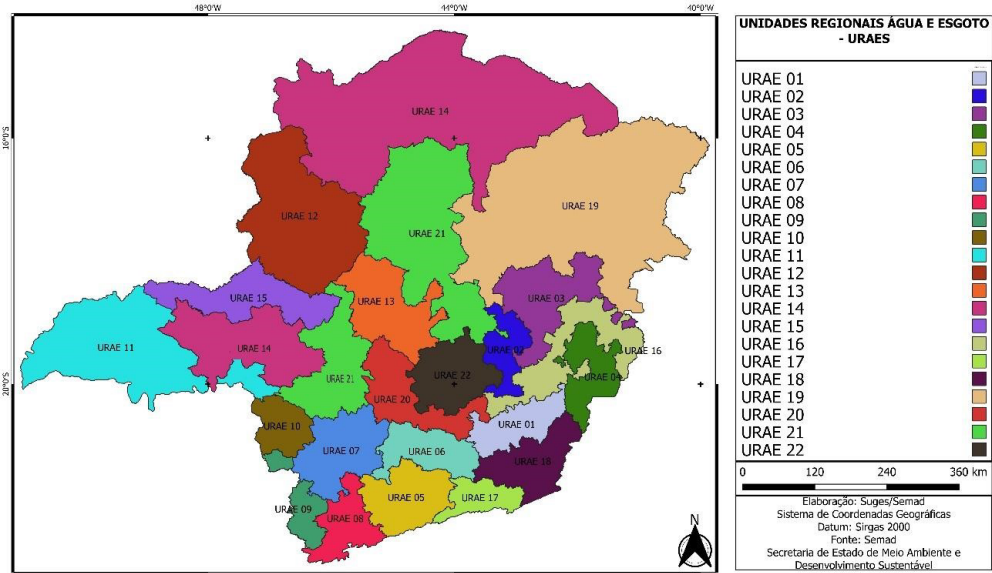 48°0'S
44°0'S
40°0'S
16°0'S
20°0'S
URAE 14
URAE 12
URAE 19
URAE 21
URAE 15
URAE 13
URAE 03
URAE 11
URAE 14
URAE 21
URAE 02
URAE 16
URAE 22
URAE 04
URAE 20
URAE 10
URAE 01
URAE 07
URAE 06
URAE 18
URAE 09
URAE 08
URAE 05
URAE 17
N
UNIDADES REGIONAIS ÁGUA E ESGOTO
- URAES
URAE 01
URAE 02
URAE 03
URAE 04
URAE 05
URAE 06
URAE 07
URAE 08
URAE 09
URAE 10
URAE 11
URAE 12
URAE 13
URAE 14
URAE 15
URAE 16
URAE 17
URAE 18
URAE 19
URAE 20
URAE 21
URAE 22
0 120 240 360 km
Elaboração: Suges/Semad
Sistema de Coordenadas Geográficas
Datum: Sirgas 2000
Fonte: Semad
Secretaria de Estado de Meio Ambiente e
Desenvolvimento Sustentável